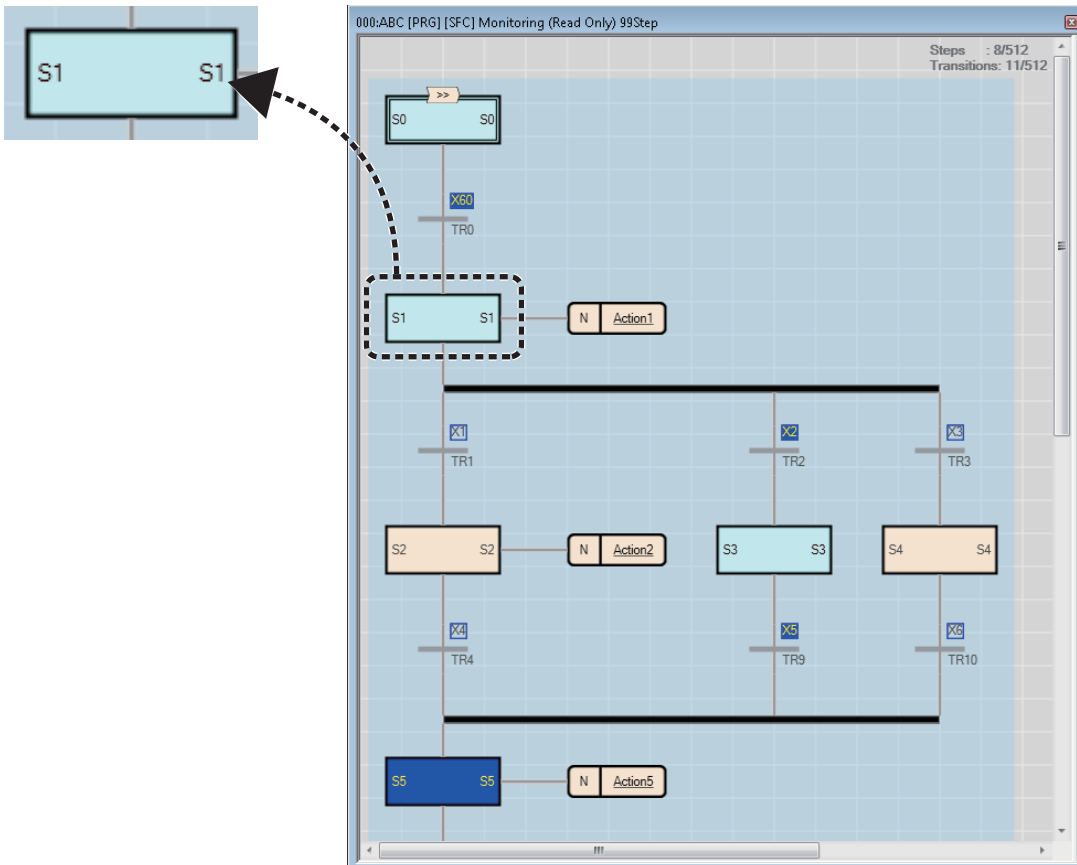 000:ABC [PRG] [SFC] Monitoring (Read Only) 99Step
Steps : 8/512
Transitions: 11/512
S1 S1
>>
S0 S0
X60
TR0
S1 S1 N Action1
X1 X2 X3
TR1 TR2 TR3
S2 S2 N Action2 S3 S3 S4 S4
X4 X5 X6
TR4 TR9 TR10
S5 S5 N Action5